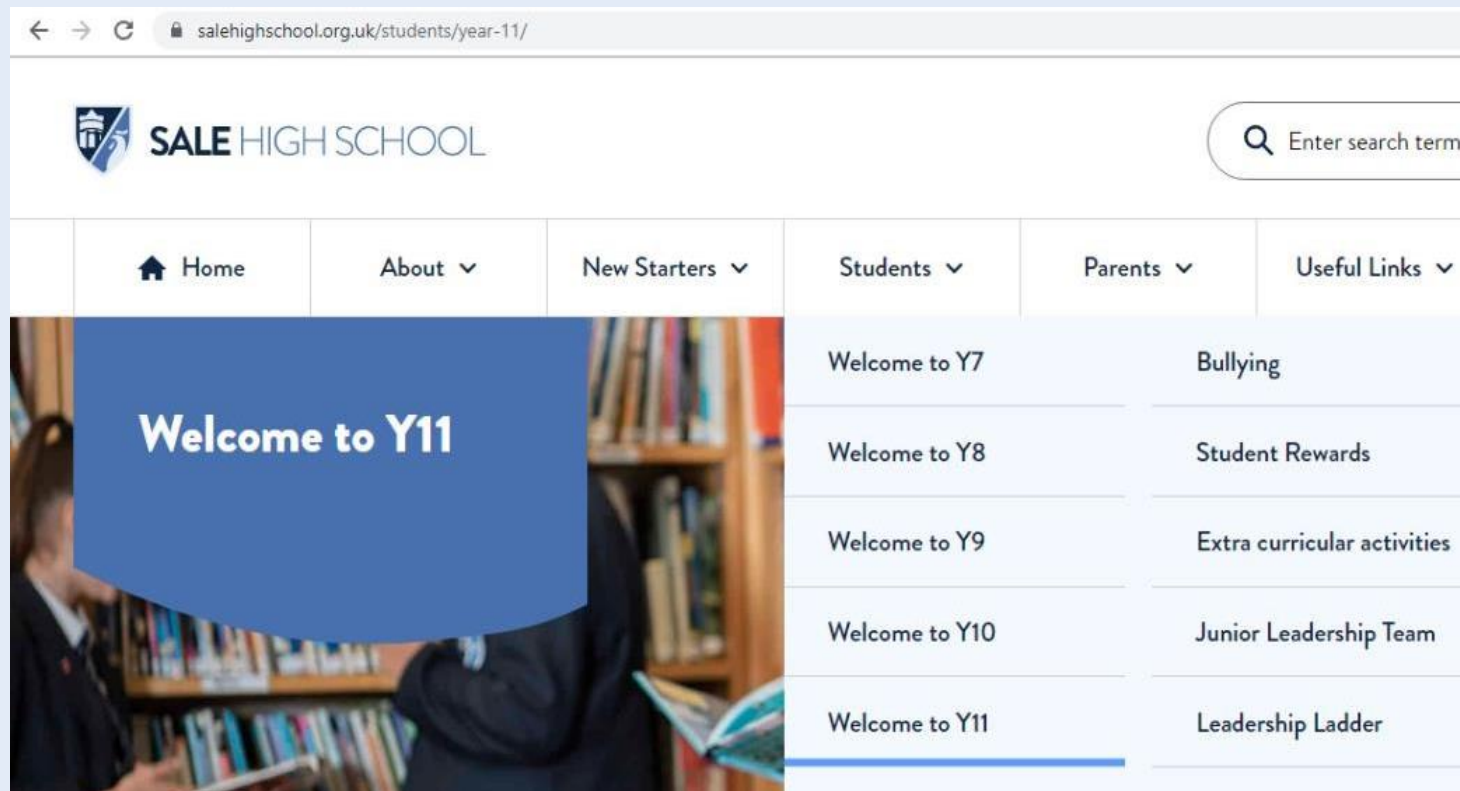 salehighschool.org.uk/students/year-11/
SALE HIGH SCHOOL
Enter search term
Home
About
New Starters
Students
Parents
Useful Links
Welcome to Y11
Welcome to Y7
Bullying
Welcome to Y8
Student Rewards
Welcome to Y9
Extra curricular activities
Welcome to Y10
Junior Leadership Team
Welcome to Y11
Leadership Ladder